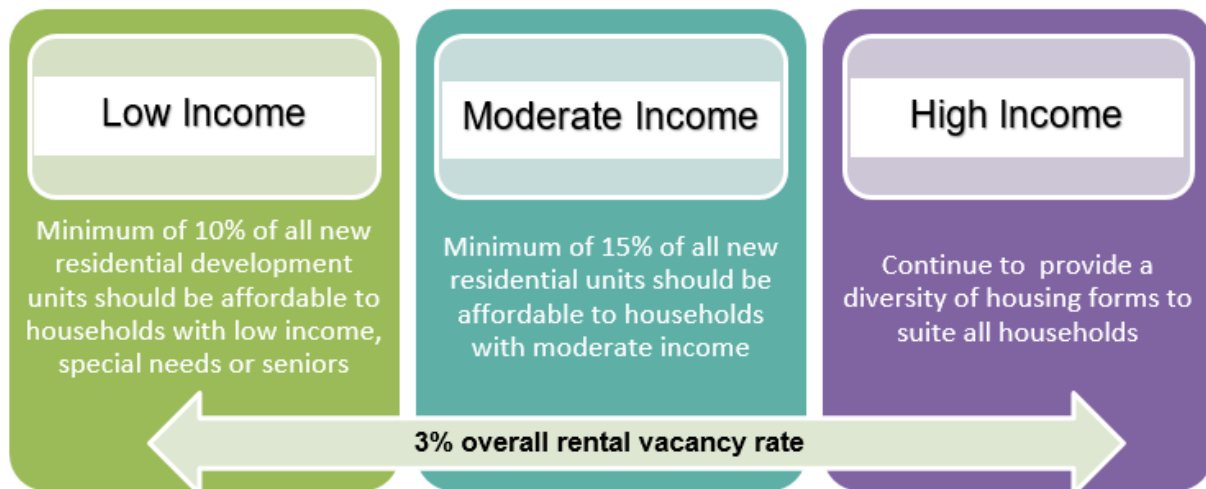 Low Income
Minimum of 10% of all new
residential development
units should be affordable to
households with low income,
special needs or seniors
Moderate Income
Minimum of 15% of all new
residential units should be
affordable to households
with moderate income
High Income
Continue to  provide a
diversity of housing forms to
suite all households
3% overall rental vacancy rate